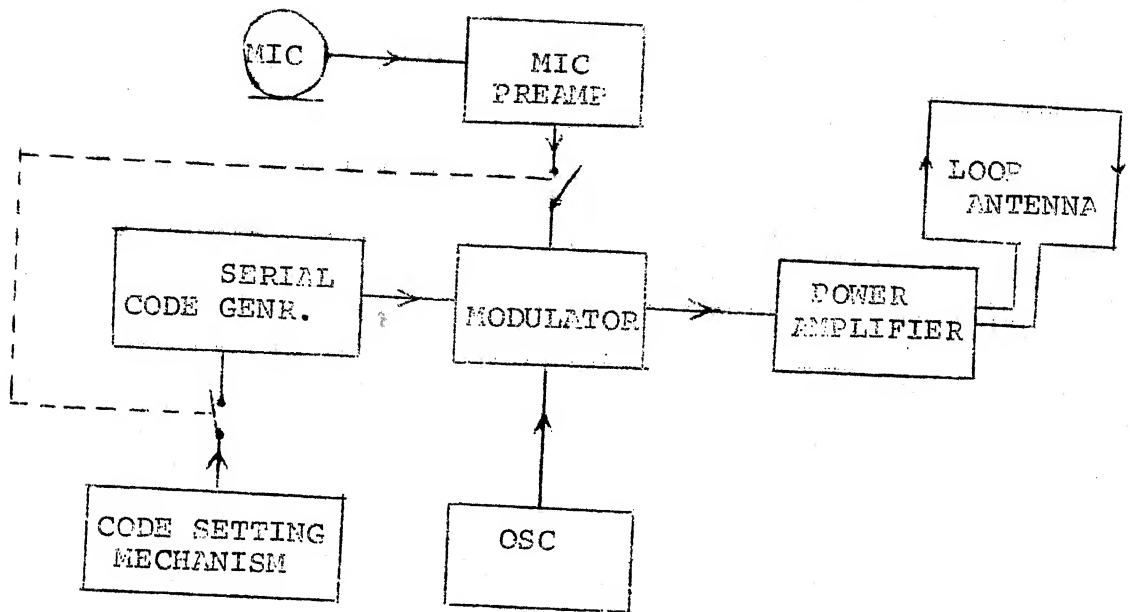 MIC
MIC
PREAMP
LOOP
ANTENNA
SERIAL
CODE GENR.
MODULATOR
POWER
AMPLIFIER
CODE SETTING
MECHANISM
OSC